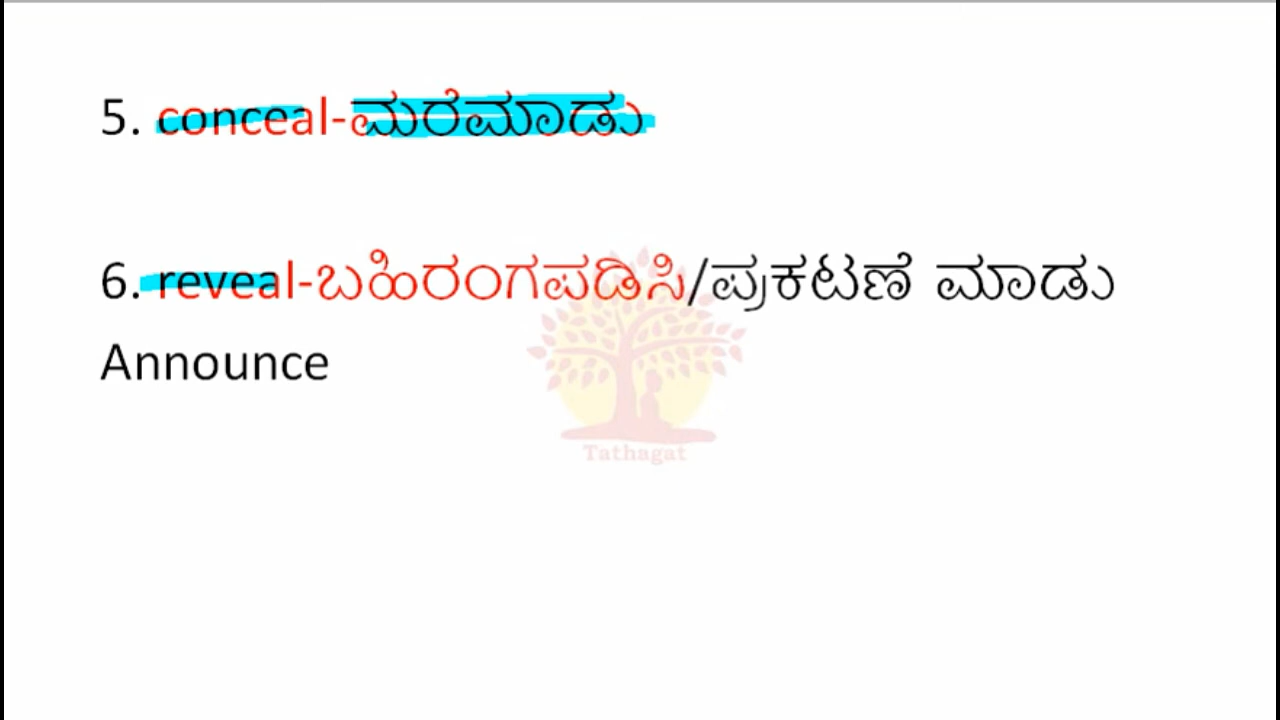 5. conceal-ಮರೆಮಾಡು
6. reveal-ಬಹಿರಂಗಪಡಿಸಿ/ಪ್ರಕಟಣೆ ಮಾಡು
Announce
Tathagat